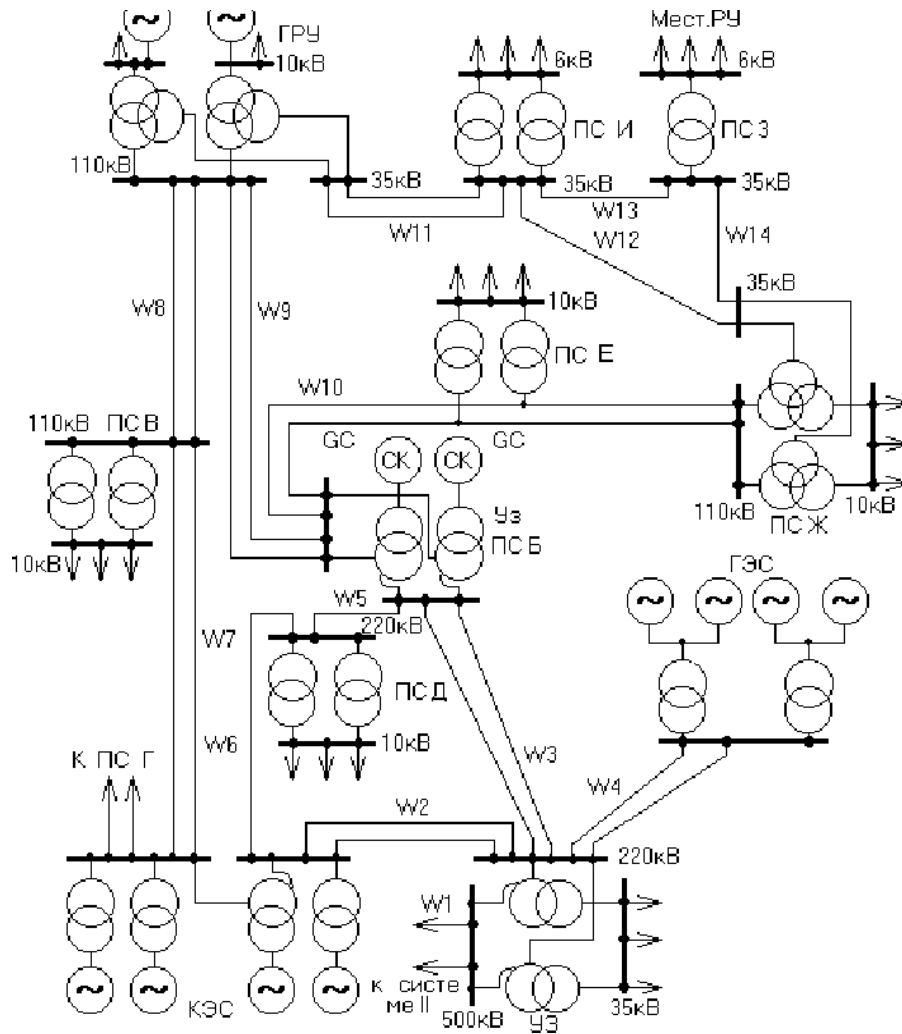 ГРУ
10кВ
Мест.РУ
6кВ
6кВ
ПС И
ПС З
110кВ
35кВ
35кВ
35кВ
W11
W13
W12
W14
35кВ
W8
W9
10кВ
ПС Е
W10
110кВ
ПС В
GC
GC
СК
СК
Уз
ПС Б
110кВ
10кВ
ПС Ж
10кВ
ГЭС
~
~
~
~
W5
220кВ
W7
ПС Д
10кВ
W6
W3
К ПС Г
W4
W2
220кВ
W1
~
~
~
~
КЭС
к систе
ме II
500кВ
УЗ
35кВ
~
~